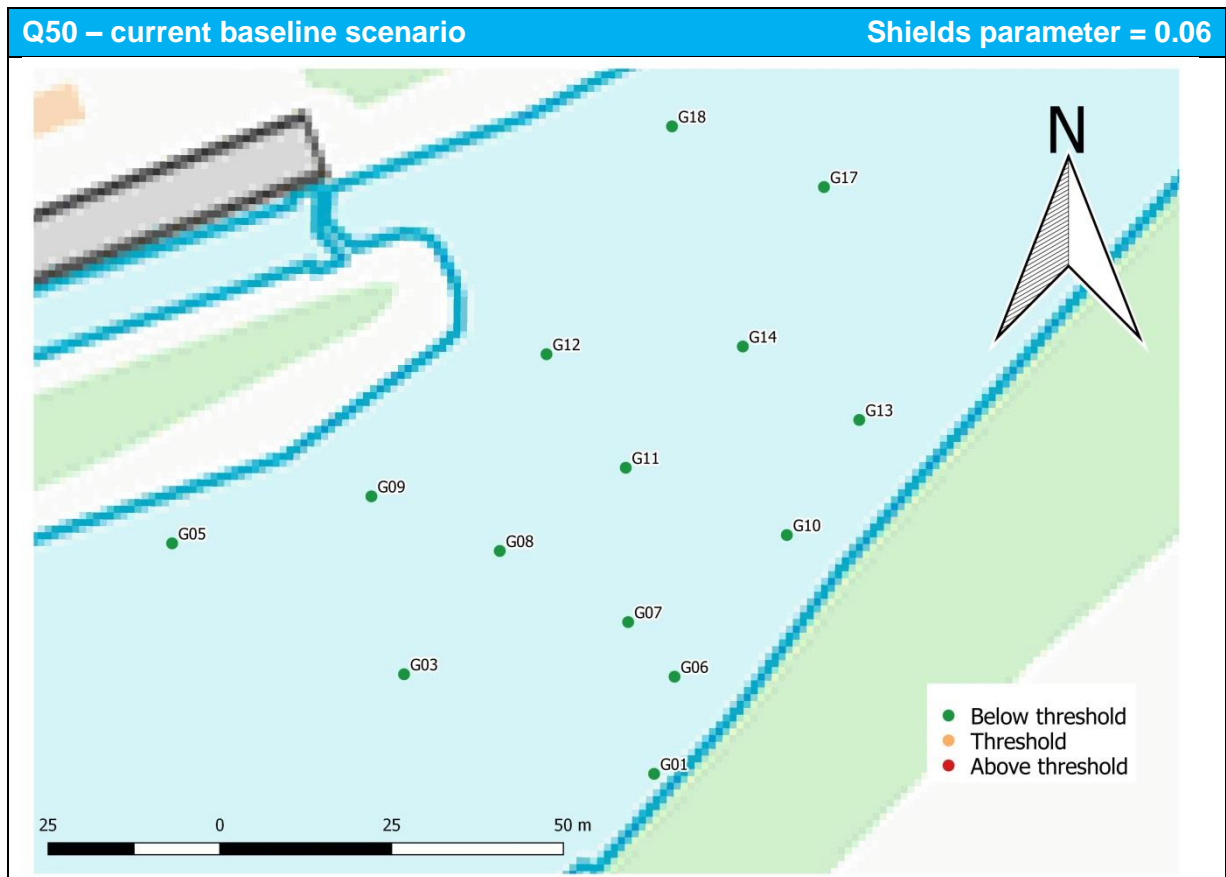 Q50 – current baseline scenario Shields parameter = 0.06
G18
N
G17
G12
G14
G13
G11
G09
G10
G05
G08
G07
G03
G06
Below threshold
Threshold
Above threshold
G01
25 0 25 50 m